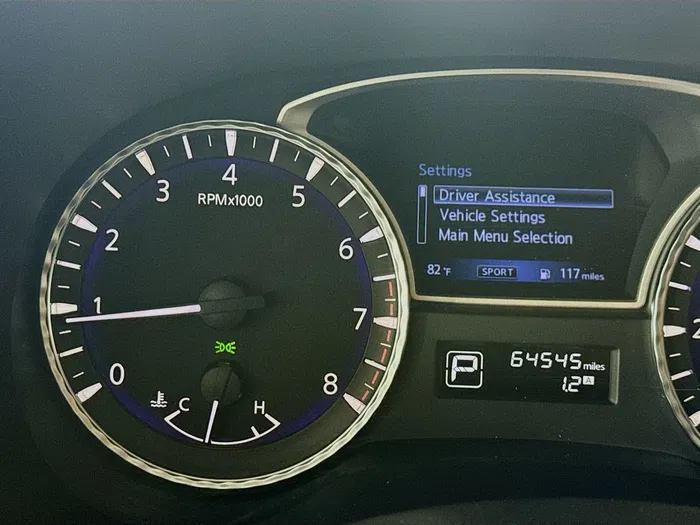 0
1
2
3
4
5
6
7
8
RPMx1000
C
H
Settings
Driver Assistance
Vehicle Settings
Main Menu Selection
82°F SPORT 117 miles
P
64545 miles
1.2 A
2